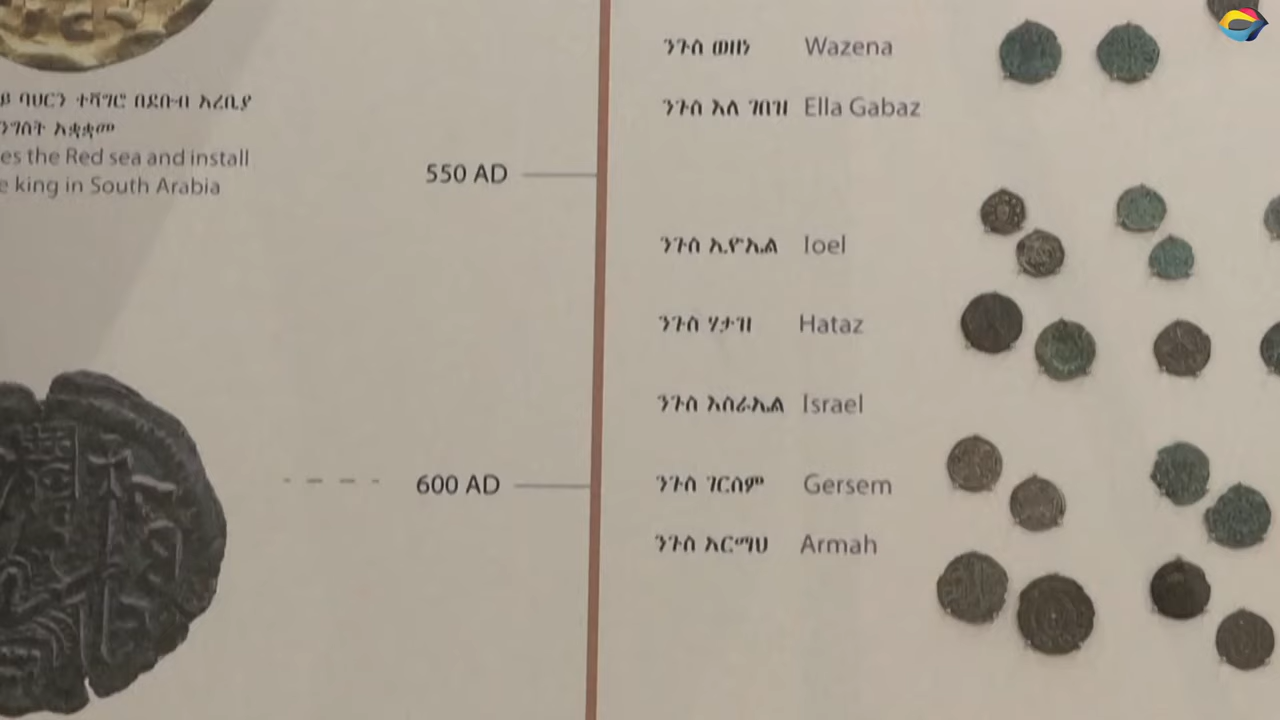 ይ ባህርን ተሻግሮ በደቡብ አረቢያ
ንግስት አቋቋመ
es the Red sea and install
e king in South Arabia
550 AD
600 AD
ንጉስ ወዘነ Wazena
ንጉስ እለ ገበዝ Ella Gabaz
ንጉስ ኢዮኤል Ioel
ንጉስ ሃታዝ Hataz
ንጉስ እስራኤል Israel
ንጉስ ገርሰም Gersem
ንጉስ አርማህ Armah